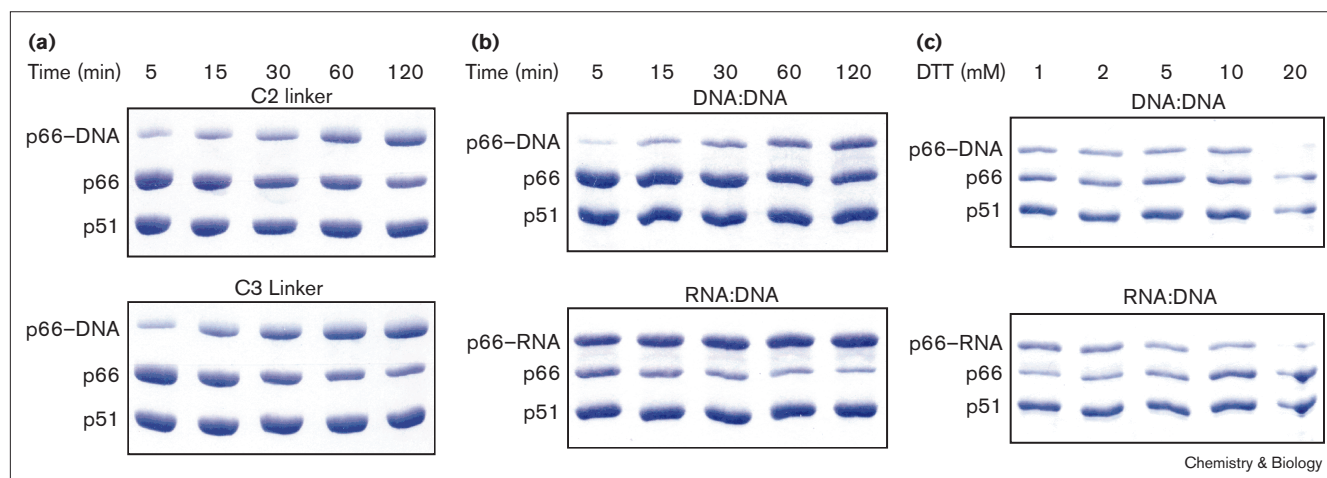 (a)
Time (min) 5 15 30 60 120
C2 linker
p66–DNA
p66
p51
C3 Linker
p66–DNA
p66
p51
(b)
Time (min) 5 15 30 60 120
DNA:DNA
p66–DNA
p66
p51
RNA:DNA
p66–RNA
p66
p51
(c)
DTT (mM) 1 2 5 10 20
DNA:DNA
p66–DNA
p66
p51
RNA:DNA
p66–RNA
p66
p51
Chemistry & Biology